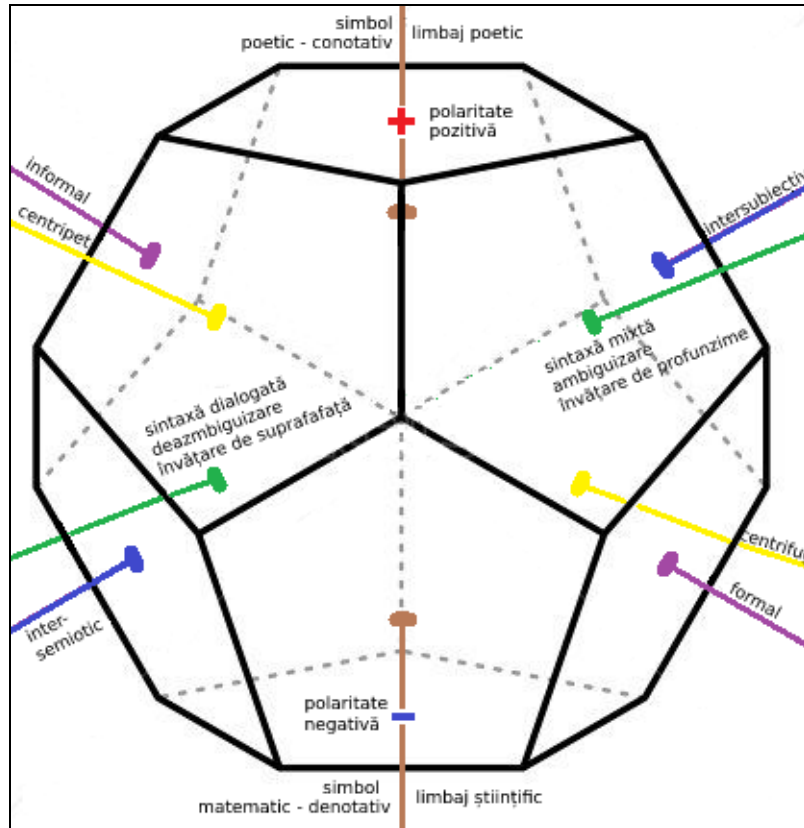 simbol
poetic - conotativ
limbaj poetic
polaritate
pozitivă
informal
centripet
intersubiectiv
sintaxă mixtă
ambiguizare
învățare de profunzime
sintaxă dialogată
deazmbiguizare
învățare de suprafafață
centrifug
formal
inter-
semiotic
polaritate
negativă
simbol
matematic - denotativ
limbaj științific